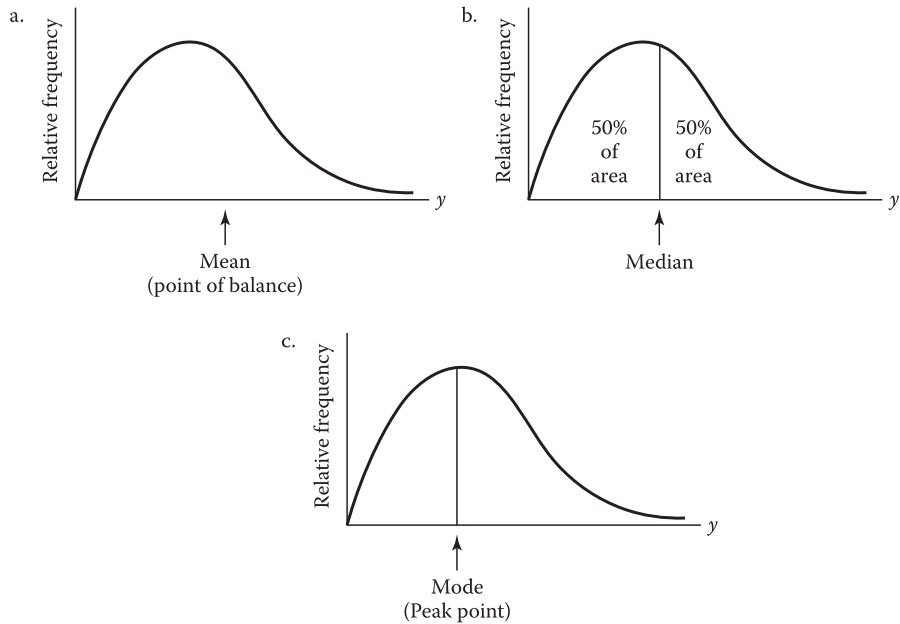 a.
Relative frequency
y
Mean
(point of balance)
b.
Relative frequency
50%
of
area
50%
of
area
y
Median
c.
Relative frequency
y
Mode
(Peak point)